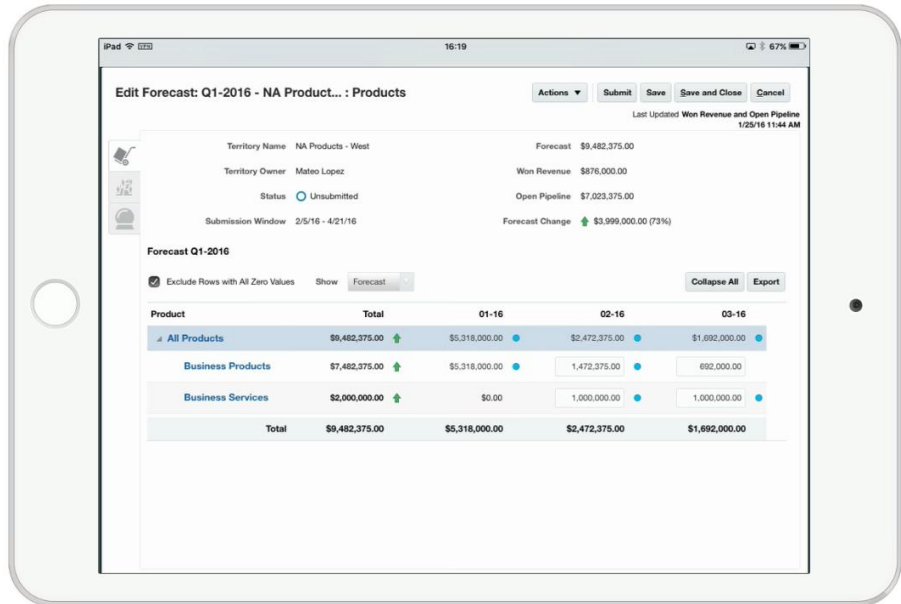 iPad VPN 16:19 67%
Edit Forecast: Q1-2016 - NA Product... : Products Actions Submit Save Save and Close Cancel
Last Updated Won Revenue and Open Pipeline
1/25/16 11:44 AM
Territory Name NA Products - West Forecast $9,482,375.00
Territory Owner Mateo Lopez Won Revenue $876,000.00
Status Unsubmitted Open Pipeline $7,023,375.00
Submission Window 2/5/16 - 4/21/16 Forecast Change $3,999,000.00 (73%)
Forecast Q1-2016
Exclude Rows with All Zero Values Show Forecast Collapse All Export
Product Total 01-16 02-16 03-16
All Products $9,482,375.00 $5,318,000.00 $2,472,375.00 $1,692,000.00
Business Products $7,482,375.00 $5,318,000.00 1,472,375.00 692,000.00
Business Services $2,000,000.00 $0.00 1,000,000.00 1,000,000.00
Total $9,482,375.00 $5,318,000.00 $2,472,375.00 $1,692,000.00